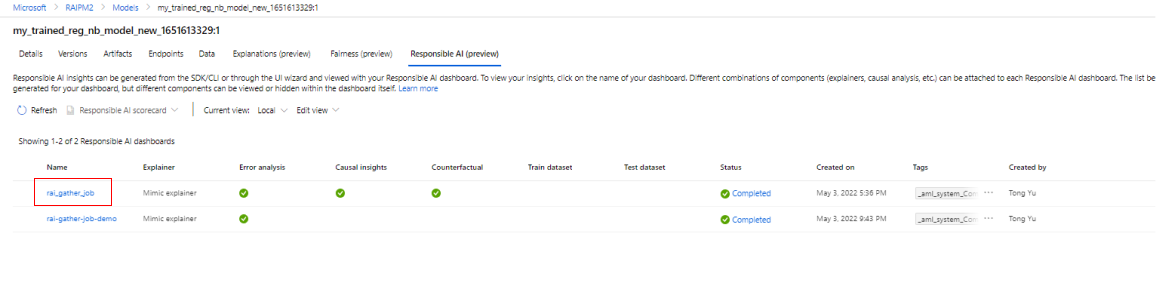 Microsoft > RAIPM2 > Models > my_trained_reg_nb_model_new_1651613329:1
my_trained_reg_nb_model_new_1651613329:1
Details Versions Artifacts Endpoints Data Explanations (preview) Fairness (preview) Responsible AI (preview)
Responsible AI insights can be generated from the SDK/CLI or through the UI wizard and viewed with your Responsible AI dashboard. To view your insights, click on the name of your dashboard. Different combinations of components (explainers, causal analysis, etc.) can be attached to each Responsible AI dashboard. The list be
generated for your dashboard, but different components can be viewed or hidden within the dashboard itself. Learn more
Refresh Responsible AI scorecard Current view: Local Edit view
Showing 1-2 of 2 Responsible AI dashboards
Name Explainer Error analysis Causal insights Counterfactual Train dataset Test dataset Status Created on Tags Created by
rai_gather_job Mimic explainer Completed May 3, 2022 5:36 PM _aml_system_Com ··· Tong Yu
rai-gather-job-demo Mimic explainer Completed May 3, 2022 9:43 PM _aml_system_Com ··· Tong Yu